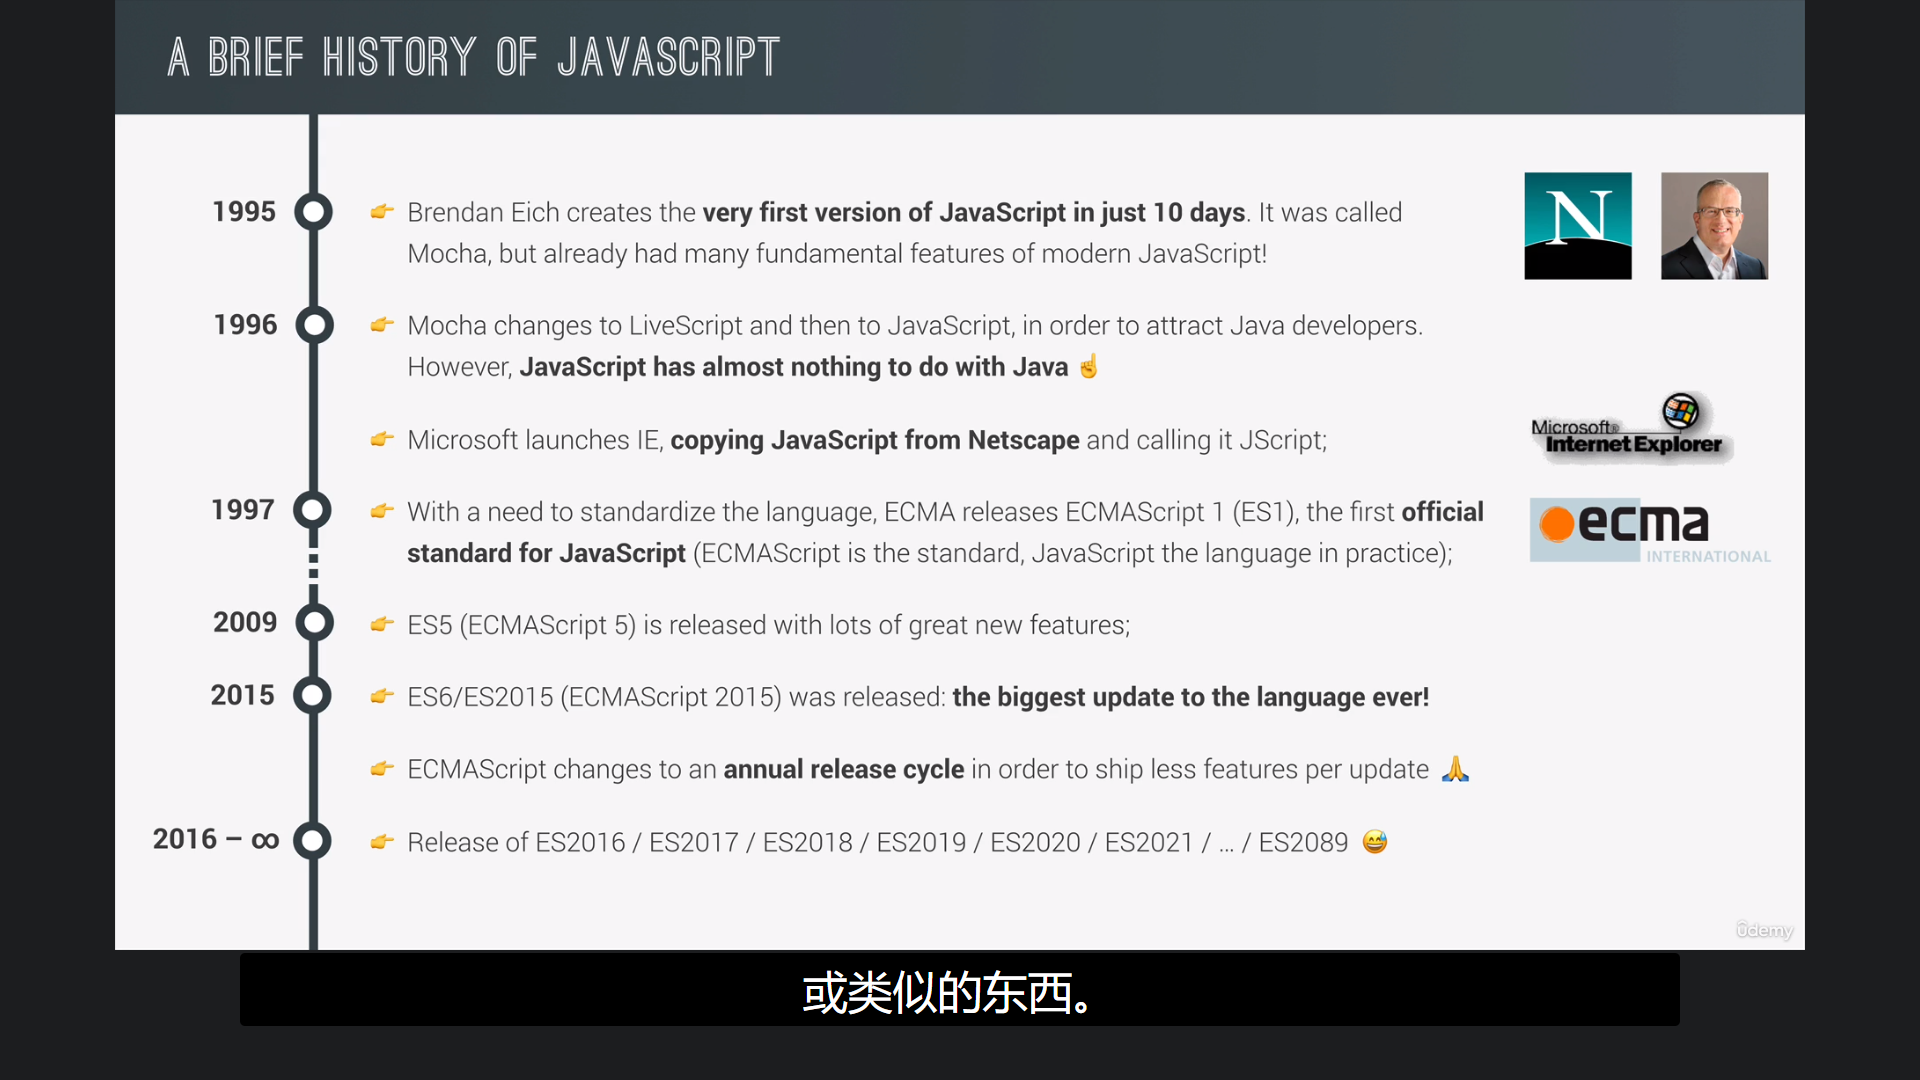 A BRIEF HISTORY OF JAVASCRIPT
1995
👉 Brendan Eich creates the very first version of JavaScript in just 10 days. It was called
Mocha, but already had many fundamental features of modern JavaScript!
N
1996
👉 Mocha changes to LiveScript and then to JavaScript, in order to attract Java developers.
However, JavaScript has almost nothing to do with Java ☝️
👉 Microsoft launches IE, copying JavaScript from Netscape and calling it JScript;
Microsoft®
Internet Explorer
1997
👉 With a need to standardize the language, ECMA releases ECMAScript 1 (ES1), the first official
standard for JavaScript (ECMAScript is the standard, JavaScript the language in practice);
ecma
INTERNATIONAL
2009
👉 ES5 (ECMAScript 5) is released with lots of great new features;
2015
👉 ES6/ES2015 (ECMAScript 2015) was released: the biggest update to the language ever!
👉 ECMAScript changes to an annual release cycle in order to ship less features per update 🙏
2016 – ∞
👉 Release of ES2016 / ES2017 / ES2018 / ES2019 / ES2020 / ES2021 / … / ES2089 😅
ûdemy
或类似的东西。